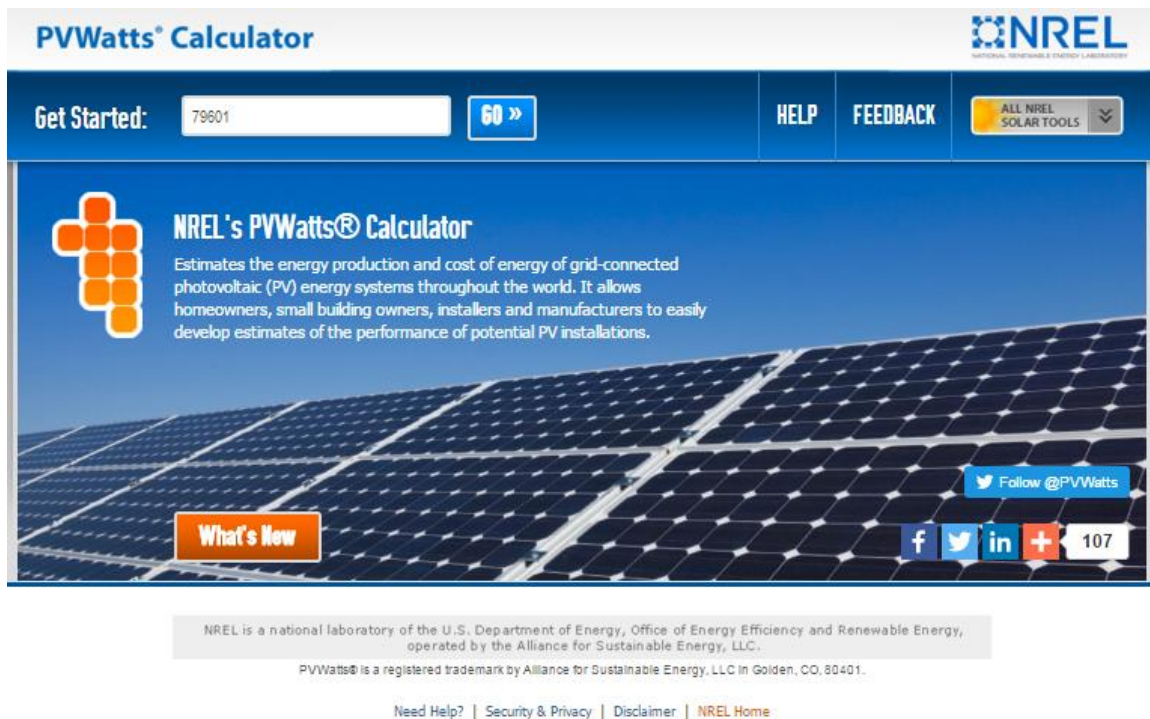 PVWatts® Calculator
NREL
NATIONAL RENEWABLE ENERGY LABORATORY
Get Started:
79601
GO »
HELP
FEEDBACK
ALL NREL
SOLAR TOOLS
NREL's PVWatts® Calculator
Estimates the energy production and cost of energy of grid-connected
photovoltaic (PV) energy systems throughout the world. It allows
homeowners, small building owners, installers and manufacturers to easily
develop estimates of the performance of potential PV installations.
Follow @PVWatts
What's New
f
in
+
107
NREL is a national laboratory of the U.S. Department of Energy, Office of Energy Efficiency and Renewable Energy,
operated by the Alliance for Sustainable Energy, LLC.
PVWatts® is a registered trademark by Alliance for Sustainable Energy, LLC in Golden, CO, 80401.
Need Help? | Security & Privacy | Disclaimer | NREL Home